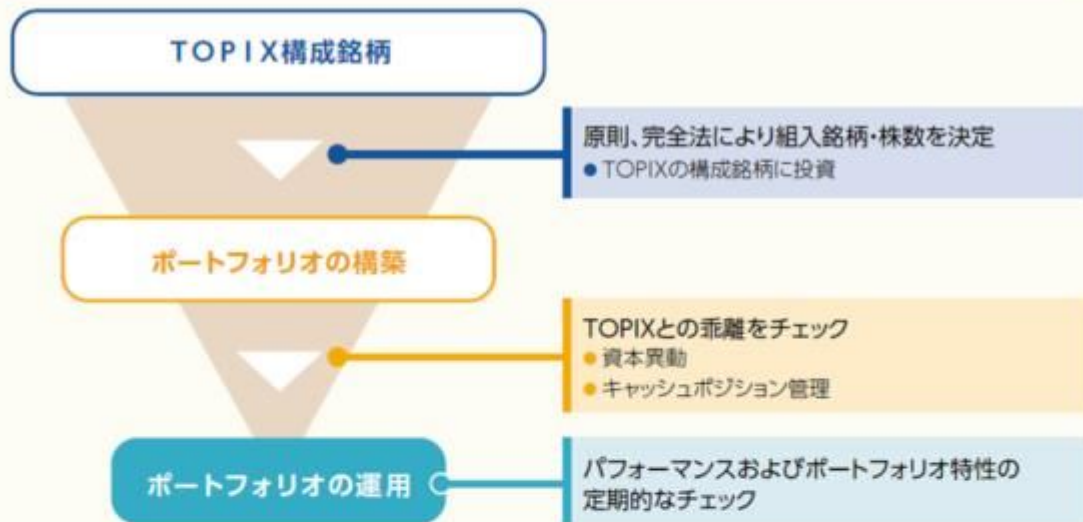 TOPIX構成銘柄
原則、完全法により組入銘柄・株数を決定
● TOPIXの構成銘柄に投資
ポートフォリオの構築
TOPIXとの乖離をチェック
● 資本異動
● キャッシュポジション管理
ポートフォリオの運用
パフォーマンスおよびポートフォリオ特性の
定期的なチェック